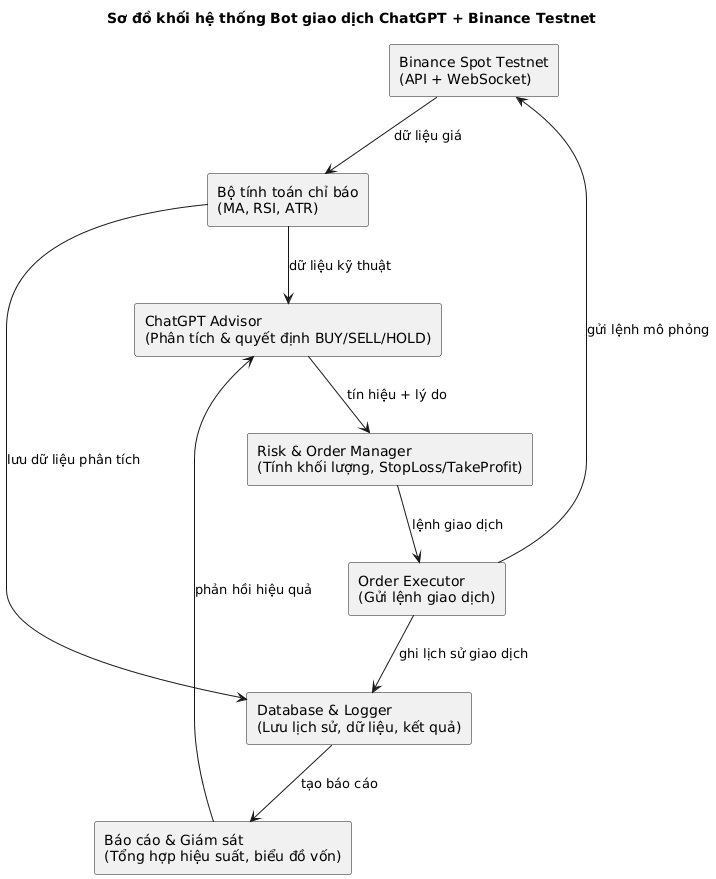 Sơ đồ khối hệ thống Bot giao dịch ChatGPT + Binance Testnet
Binance Spot Testnet
(API + WebSocket)
dữ liệu giá
Bộ tính toán chỉ báo
(MA, RSI, ATR)
dữ liệu kỹ thuật
ChatGPT Advisor
(Phân tích & quyết định BUY/SELL/HOLD)
gửi lệnh mô phỏng
tín hiệu + lý do
Risk & Order Manager
(Tính khối lượng, StopLoss/TakeProfit)
lưu dữ liệu phân tích
lệnh giao dịch
Order Executor
(Gửi lệnh giao dịch)
phản hồi hiệu quả
ghi lịch sử giao dịch
Database & Logger
(Lưu lịch sử, dữ liệu, kết quả)
tạo báo cáo
Báo cáo & Giám sát
(Tổng hợp hiệu suất, biểu đồ vốn)